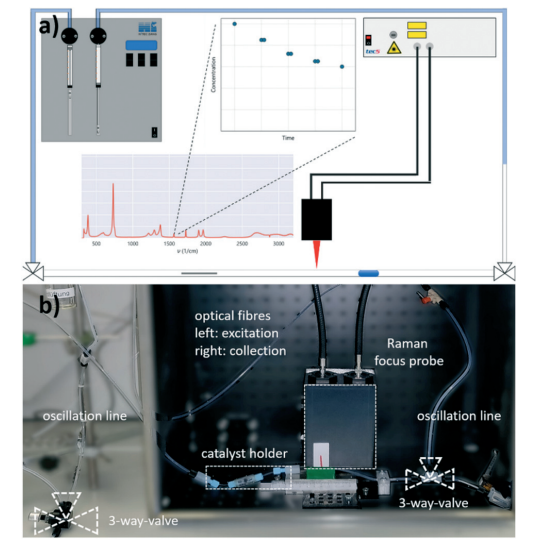 a)
Concentration
Time
500
1000
1500
2000
2500
3000
ν (1/cm)
b)
optical fibres
left: excitation
right: collection
Raman
focus probe
oscillation line
oscillation line
catalyst holder
3-way-valve
3-way-valve